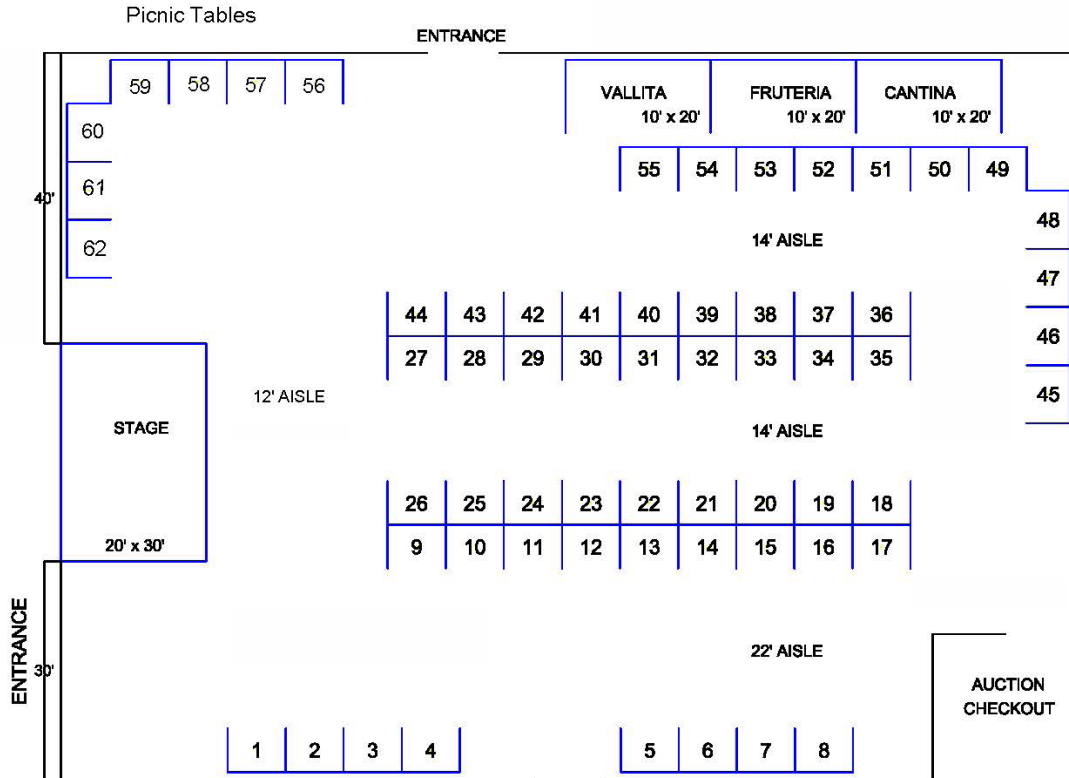 Picnic Tables
ENTRANCE
59 58 57 56
VALLITA FRUTERIA CANTINA
10' x 20' 10' x 20' 10' x 20'
60
55 54 53 52 51 50 49
61
40'
48
62
14' AISLE
47
44 43 42 41 40 39 38 37 36
46
27 28 29 30 31 32 33 34 35
12' AISLE
45
STAGE
14' AISLE
26 25 24 23 22 21 20 19 18
20' x 30'
9 10 11 12 13 14 15 16 17
ENTRANCE
30'
22' AISLE
AUCTION
CHECKOUT
1 2 3 4 5 6 7 8